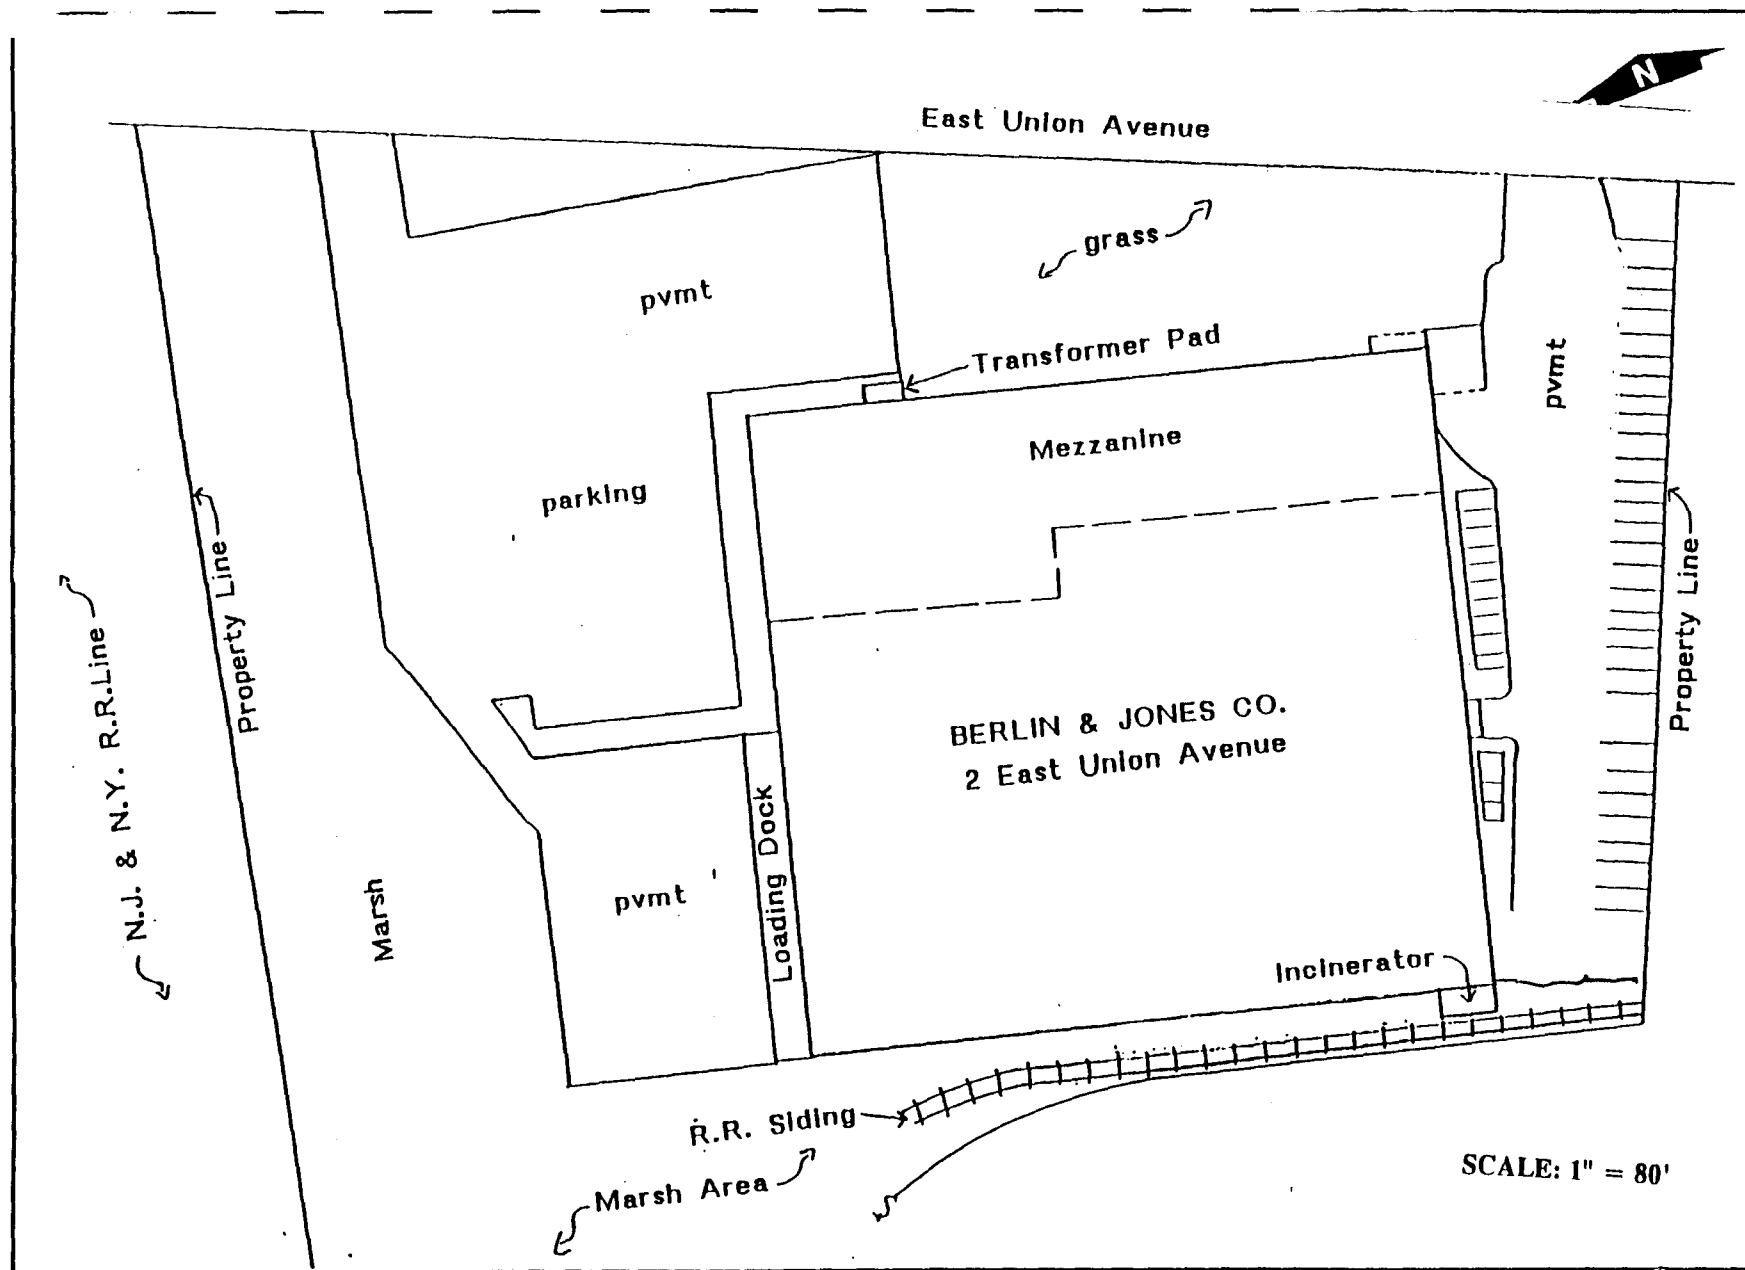 N
East Union Avenue
grass
pvmt
Transformer Pad
pvmt
Mezzanine
parking
Property Line
Property Line
N.J. & N.Y. R.R.Line
BERLIN & JONES CO.
2 East Union Avenue
Loading Dock
Marsh
pvmt
Incinerator
R.R. Siding
Marsh Area
SCALE: 1" = 80'